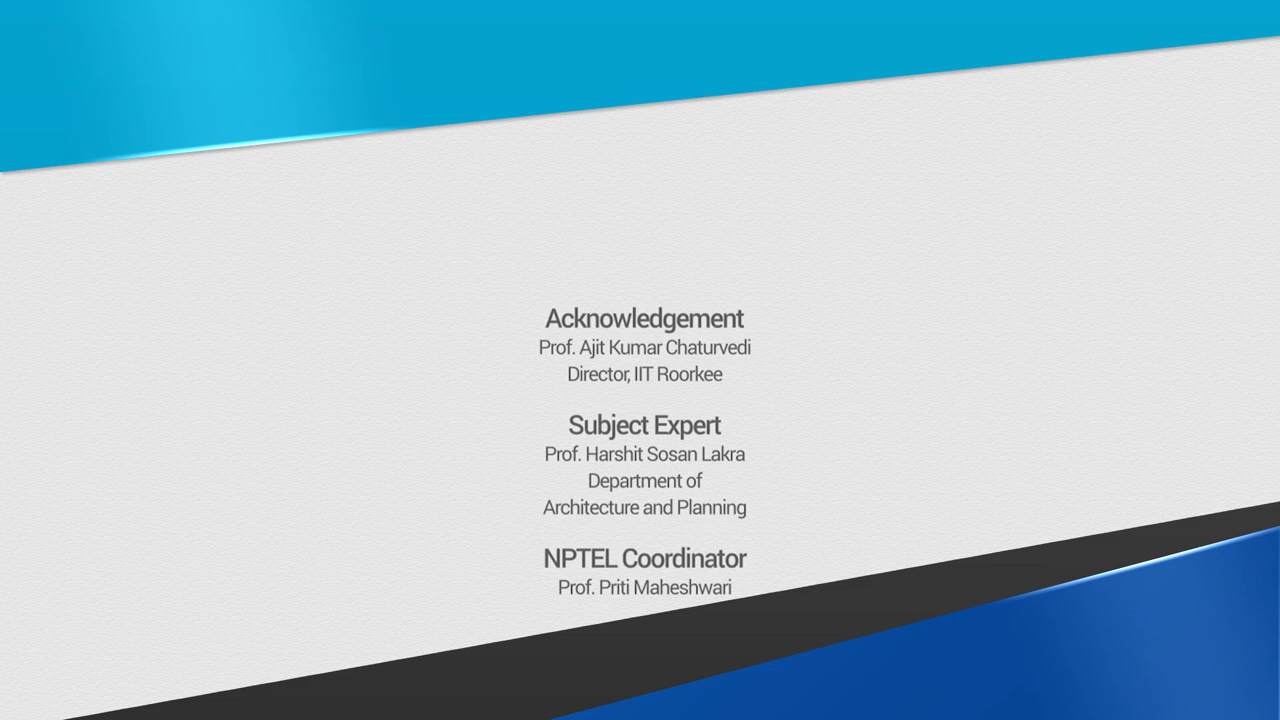 Acknowledgement
Prof. Ajit Kumar Chaturvedi
Director, IIT Roorkee
Subject Expert
Prof. Harshit Sosan Lakra
Department of
Architecture and Planning
NPTEL Coordinator
Prof. Priti Maheshwari